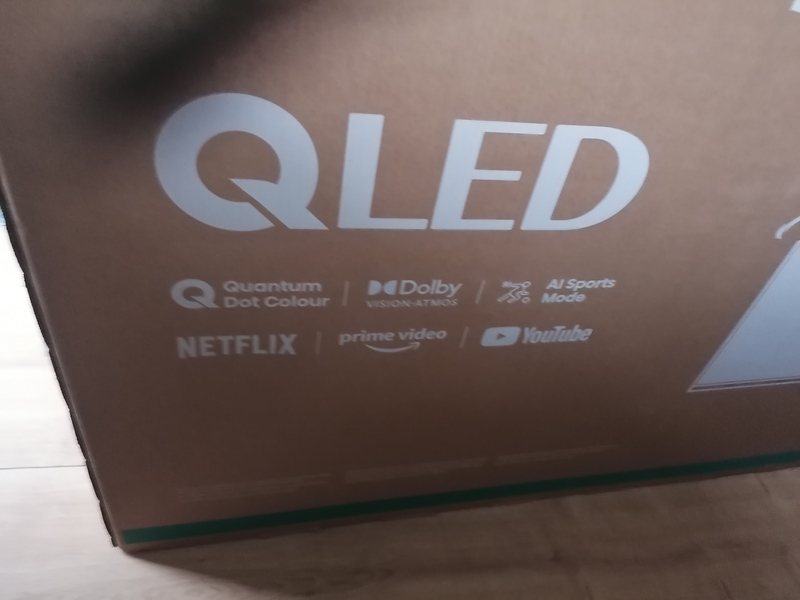 QLED
Quantum Dot Colour | Dolby VISION·ATMOS | AI Sports Mode
NETFLIX | prime video | YouTube